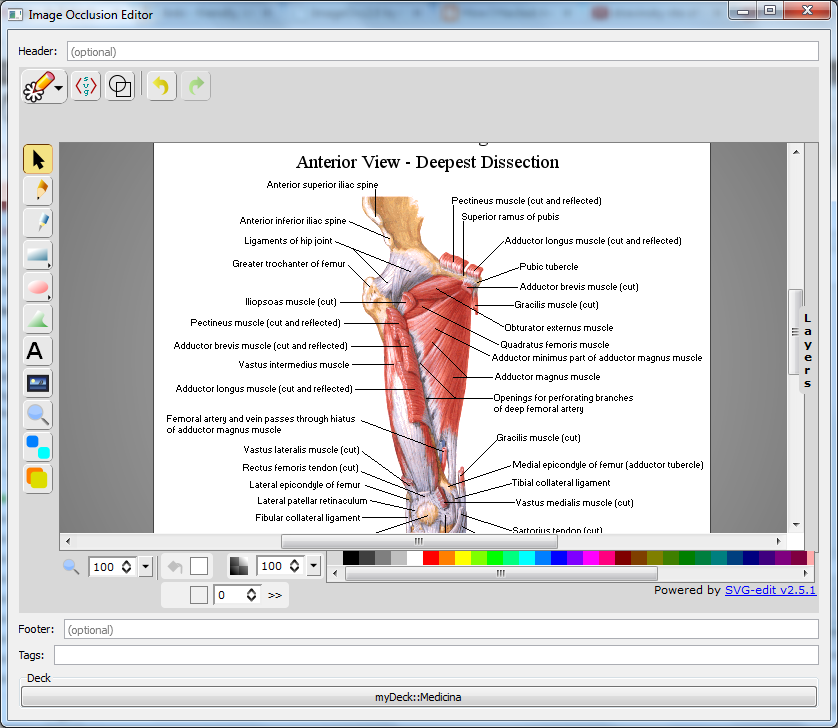 Image Occlusion Editor
Header:
(optional)
svg
Anterior View - Deepest Dissection
Anterior superior iliac spine
Pectineus muscle (cut and reflected)
Superior ramus of pubis
Anterior inferior iliac spine
Ligaments of hip joint
Adductor longus muscle (cut and reflected)
Greater trochanter of femur
Pubic tubercle
Adductor brevis muscle (cut)
Iliopsoas muscle (cut)
Gracilis muscle (cut)
Pectineus muscle (cut and reflected)
Obturator externus muscle
Adductor brevis muscle (cut and reflected)
Quadratus femoris muscle
Adductor minimus part of adductor magnus muscle
Vastus intermedius muscle
Adductor magnus muscle
Adductor longus muscle (cut and reflected)
Openings for perforating branches
of deep femoral artery
Femoral artery and vein passes through hiatus
of adductor magnus muscle
Gracilis muscle (cut)
Vastus lateralis muscle (cut)
Rectus femoris tendon (cut)
Medial epicondyle of femur (adductor tubercle)
Lateral epicondyle of femur
Tibial collateral ligament
Lateral patellar retinaculum
Vastus medialis muscle (cut)
Fibular collateral ligament
Sartorius tendon (cut)
Layers
A
100
100
0
>>
Powered by SVG-edit v2.5.1
Footer:
(optional)
Tags:
Deck
myDeck::Medicina